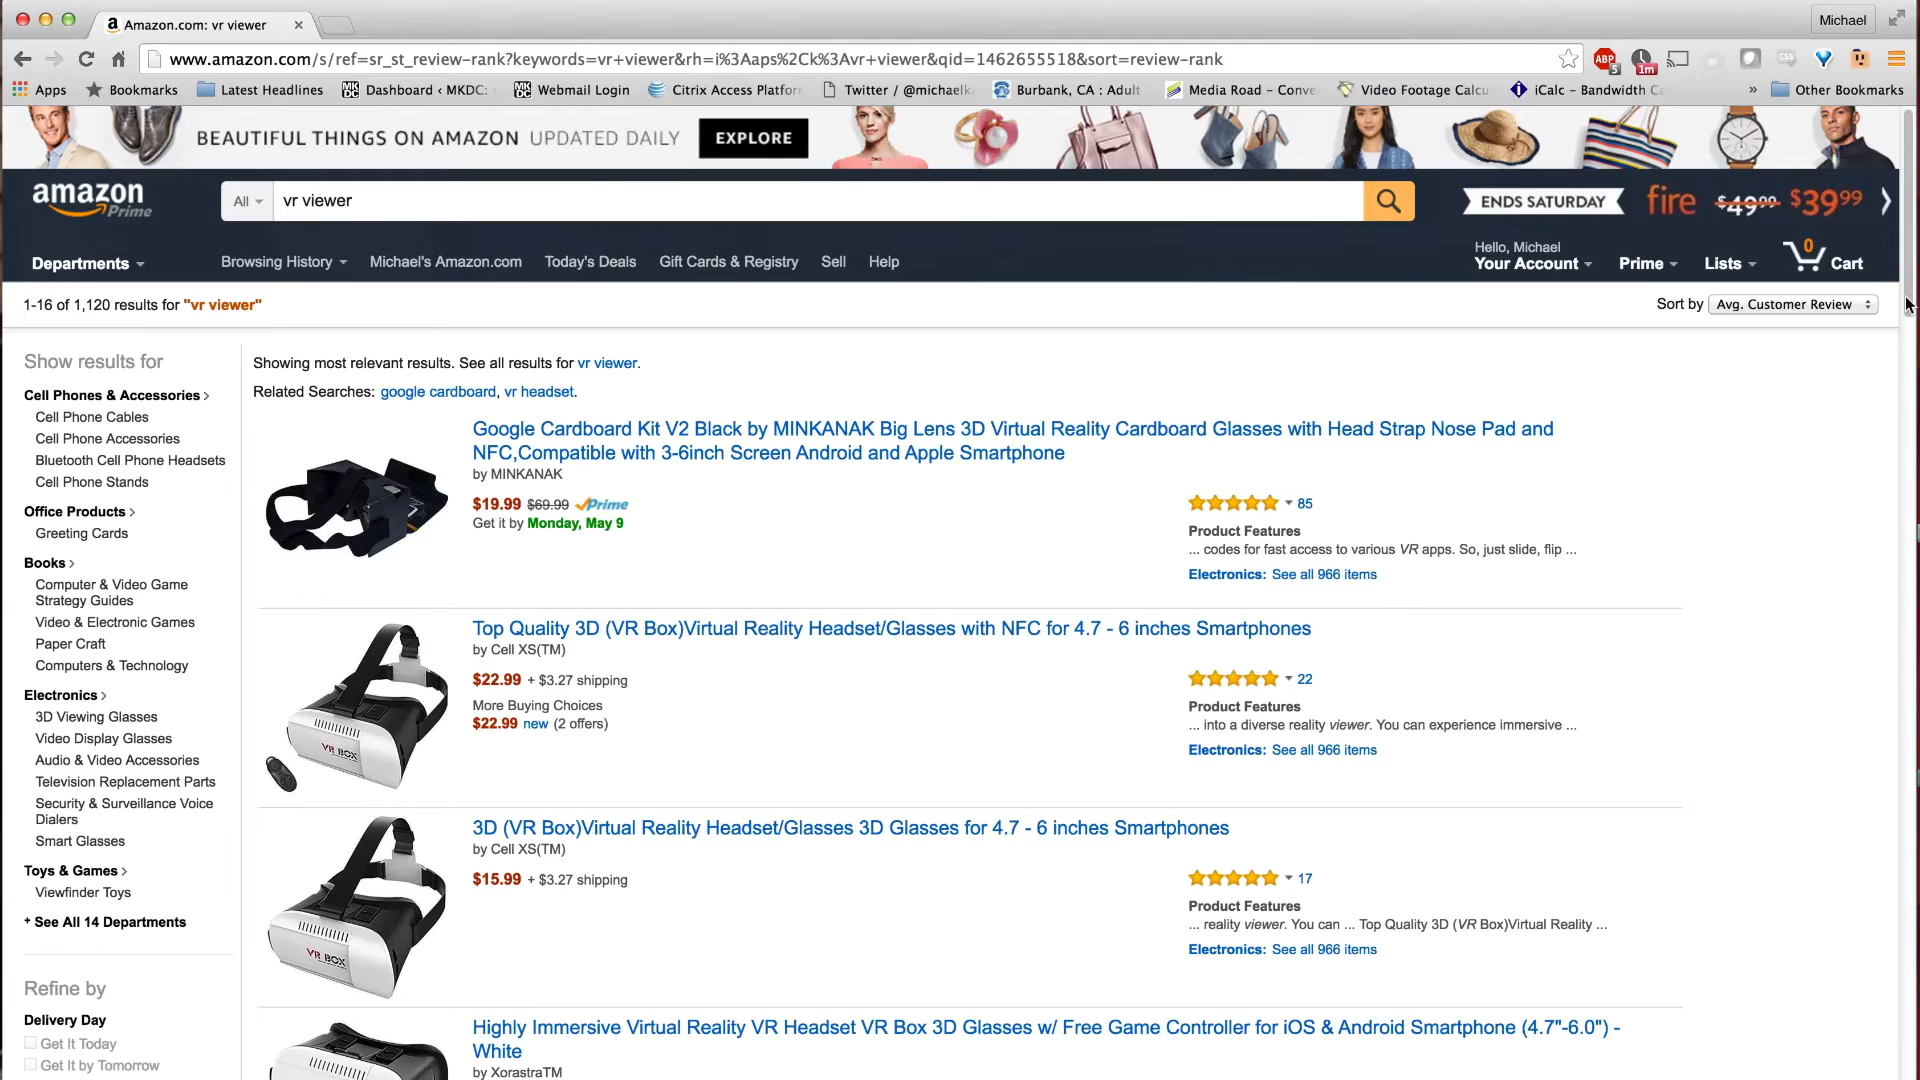 Amazon.com: vr viewer
Michael
www.amazon.com/s/ref=sr_st_review-rank?keywords=vr+viewer&rh=i%3Aaps%2Ck%3Avr+viewer&qid=1462655518&sort=review-rank
ABP 5 1m
Apps Bookmarks Latest Headlines Dashboard ‹ MKDC: Webmail Login Citrix Access Platfor Twitter / @michaelk Burbank, CA : Adult Media Road – Conve Video Footage Calcu iCalc - Bandwidth C » Other Bookmarks
BEAUTIFUL THINGS ON AMAZON UPDATED DAILY EXPLORE
amazon Prime
All vr viewer
ENDS SATURDAY fire $49.99 $39.99
Departments Browsing History Michael's Amazon.com Today's Deals Gift Cards & Registry Sell Help
Hello, Michael
Your Account Prime Lists 0 Cart
1-16 of 1,120 results for "vr viewer"
Sort by Avg. Customer Review
Show results for
Cell Phones & Accessories ›
Cell Phone Cables
Cell Phone Accessories
Bluetooth Cell Phone Headsets
Cell Phone Stands
Office Products ›
Greeting Cards
Books ›
Computer & Video Game
Strategy Guides
Video & Electronic Games
Paper Craft
Computers & Technology
Electronics ›
3D Viewing Glasses
Video Display Glasses
Audio & Video Accessories
Television Replacement Parts
Security & Surveillance Voice
Dialers
Smart Glasses
Toys & Games ›
Viewfinder Toys
+ See All 14 Departments
Refine by
Delivery Day
Get It Today
Get It by Tomorrow
Showing most relevant results. See all results for vr viewer.
Related Searches: google cardboard, vr headset.
Google Cardboard Kit V2 Black by MINKANAK Big Lens 3D Virtual Reality Cardboard Glasses with Head Strap Nose Pad and
NFC,Compatible with 3-6inch Screen Android and Apple Smartphone
by MINKANAK
$19.99 $69.99 Prime
Get it by Monday, May 9
85
Product Features
... codes for fast access to various VR apps. So, just slide, flip ...
Electronics: See all 966 items
VR BOX
Top Quality 3D (VR Box)Virtual Reality Headset/Glasses with NFC for 4.7 - 6 inches Smartphones
by Cell XS(TM)
$22.99 + $3.27 shipping
More Buying Choices
$22.99 new (2 offers)
22
Product Features
... into a diverse reality viewer. You can experience immersive ...
Electronics: See all 966 items
VR BOX
3D (VR Box)Virtual Reality Headset/Glasses 3D Glasses for 4.7 - 6 inches Smartphones
by Cell XS(TM)
$15.99 + $3.27 shipping
17
Product Features
... reality viewer. You can ... Top Quality 3D (VR Box)Virtual Reality ...
Electronics: See all 966 items
Highly Immersive Virtual Reality VR Headset VR Box 3D Glasses w/ Free Game Controller for iOS & Android Smartphone (4.7"-6.0") -
White
by XorastraTM